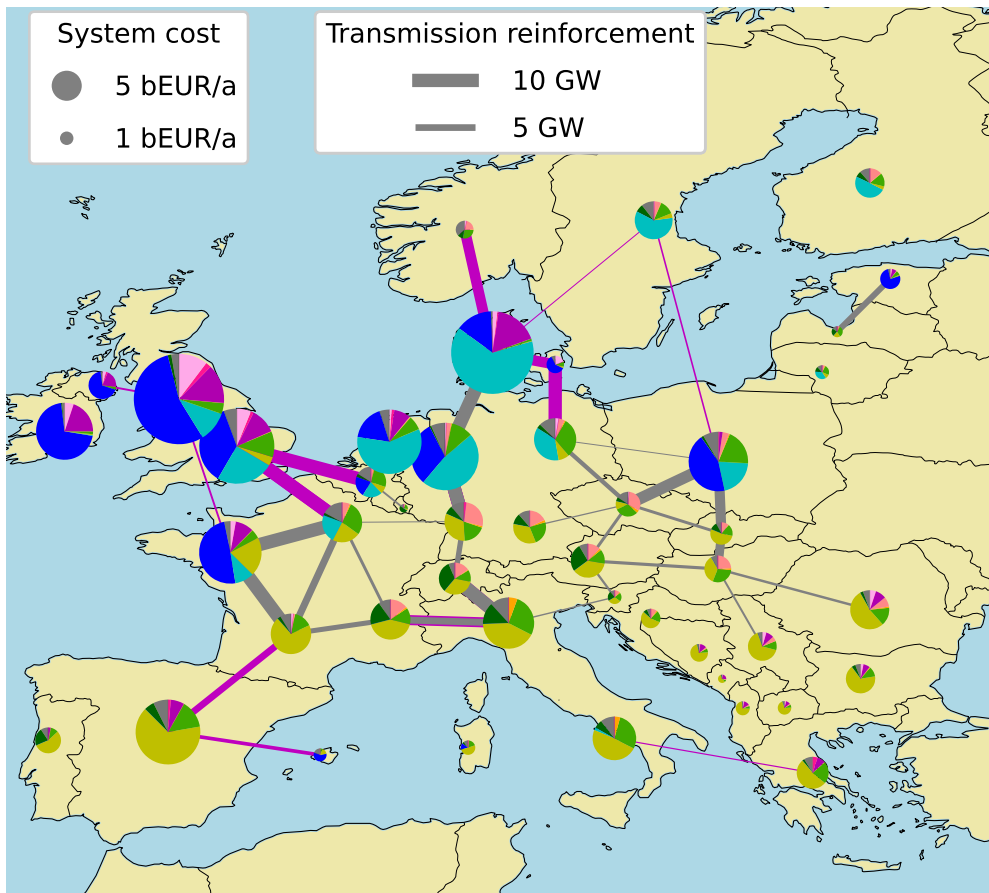 System cost
5 bEUR/a
1 bEUR/a
Transmission reinforcement
10 GW
5 GW